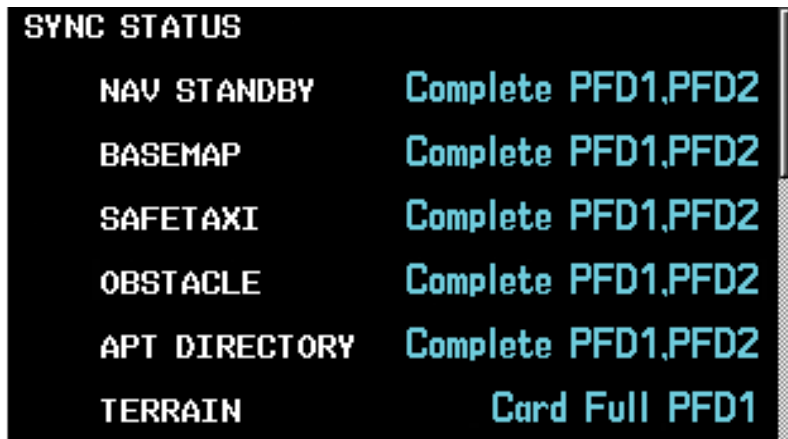 SYNC STATUS
NAV STANDBY Complete PFD1,PFD2
BASEMAP Complete PFD1,PFD2
SAFETAXI Complete PFD1,PFD2
OBSTACLE Complete PFD1,PFD2
APT DIRECTORY Complete PFD1,PFD2
TERRAIN Card Full PFD1